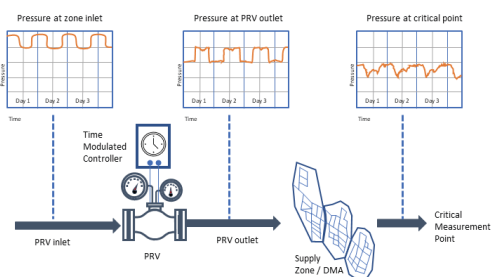 Pressure at zone inlet
Pressure at PRV outlet
Pressure at critical point
Pressure
Pressure
Pressure
Day 1 Day 2 Day 3
Day 1 Day 2 Day 3
Day 1 Day 2 Day 3
Time
Time
Time
Time
Modulated
Controller
PRV inlet
PRV
PRV outlet
Supply
Zone / DMA
Critical
Measurement
Point